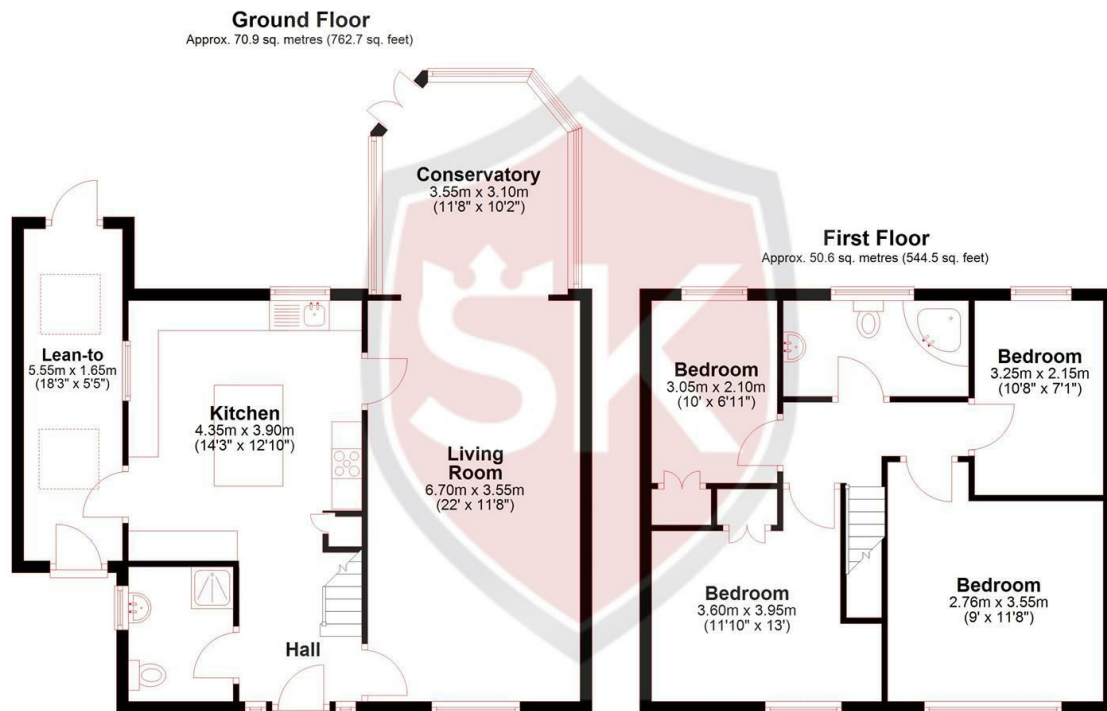 Ground Floor
Approx. 70.9 sq. metres (762.7 sq. feet)
Conservatory
3.55m x 3.10m
(11'8" x 10'2")
Lean-to
5.55m x 1.65m
(18'3" x 5'5")
Kitchen
4.35m x 3.90m
(14'3" x 12'10")
Living
Room
6.70m x 3.55m
(22' x 11'8")
Hall
First Floor
Approx. 50.6 sq. metres (544.5 sq. feet)
Bedroom
3.05m x 2.10m
(10' x 6'11")
Bedroom
3.25m x 2.15m
(10'8" x 7'1")
Bedroom
3.60m x 3.95m
(11'10" x 13')
Bedroom
2.76m x 3.55m
(9' x 11'8")
SK